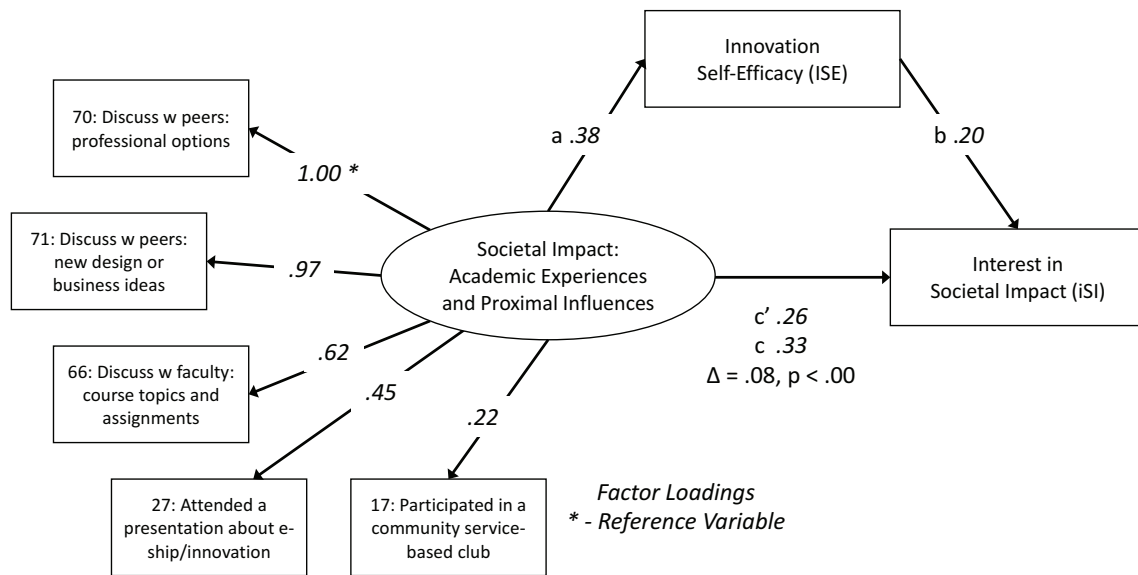 Innovation
Self-Efficacy (ISE)
70: Discuss w peers:
professional options
a .38
b .20
1.00 *
71: Discuss w peers:
new design or
business ideas
.97
Societal Impact:
Academic Experiences
and Proximal Influences
Interest in
Societal Impact (iSI)
c’ .26
c .33
Δ = .08, p < .00
66: Discuss w faculty:
course topics and
assignments
.62
.45
.22
27: Attended a
presentation about e-
ship/innovation
17: Participated in a
community service-
based club
Factor Loadings
* - Reference Variable